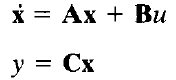 ẋ = Ax + Bu
y = Cx